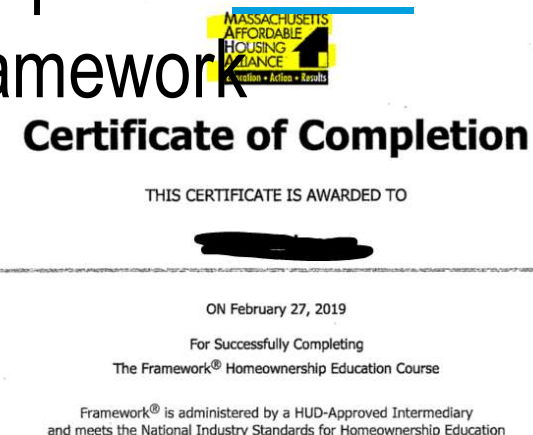 MASSACHUSETTS
AFFORDABLE
HOUSING
ALLIANCE
Education • Action • Results
amework
Certificate of Completion
THIS CERTIFICATE IS AWARDED TO
ON February 27, 2019
For Successfully Completing
The Framework® Homeownership Education Course
Framework® is administered by a HUD-Approved Intermediary
and meets the National Industry Standards for Homeownership Education